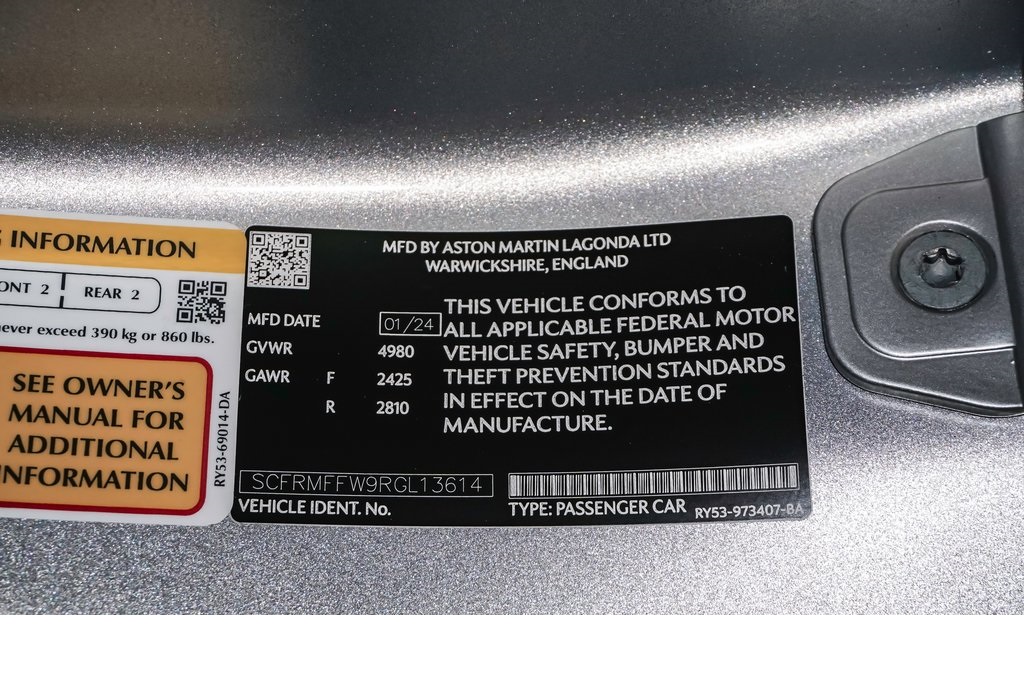 INFORMATION
ONT 2 REAR 2
never exceed 390 kg or 860 lbs.
SEE OWNER'S
MANUAL FOR
ADDITIONAL
INFORMATION
RY53-69014-DA
MFD BY ASTON MARTIN LAGONDA LTD
WARWICKSHIRE, ENGLAND
MFD DATE 01/24
GVWR 4980
GAWR F 2425
R 2810
THIS VEHICLE CONFORMS TO
ALL APPLICABLE FEDERAL MOTOR
VEHICLE SAFETY, BUMPER AND
THEFT PREVENTION STANDARDS
IN EFFECT ON THE DATE OF
MANUFACTURE.
SCFRMFFW9RGL13614
VEHICLE IDENT. No.
TYPE: PASSENGER CAR
RY53-973407-BA